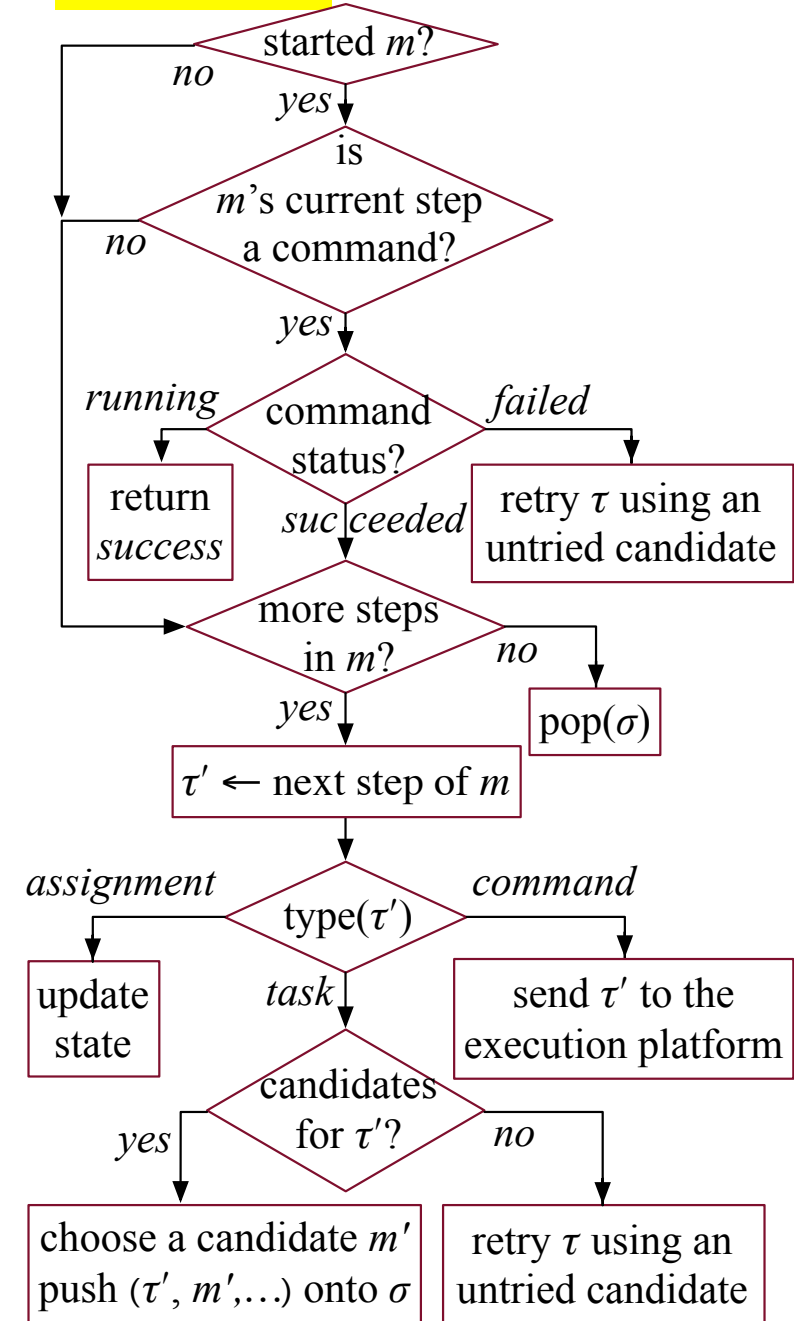 started m?
no
yes
is
m's current step
a command?
no
yes
running
command
status?
failed
return
success
succeeded
retry τ using an
untried candidate
more steps
in m?
no
yes
pop(σ)
τ′ ← next step of m
assignment
type(τ′)
command
update
state
task
send τ′ to the
execution platform
candidates
for τ′?
yes
no
choose a candidate m′
push (τ′, m′,…) onto σ
retry τ using an
untried candidate